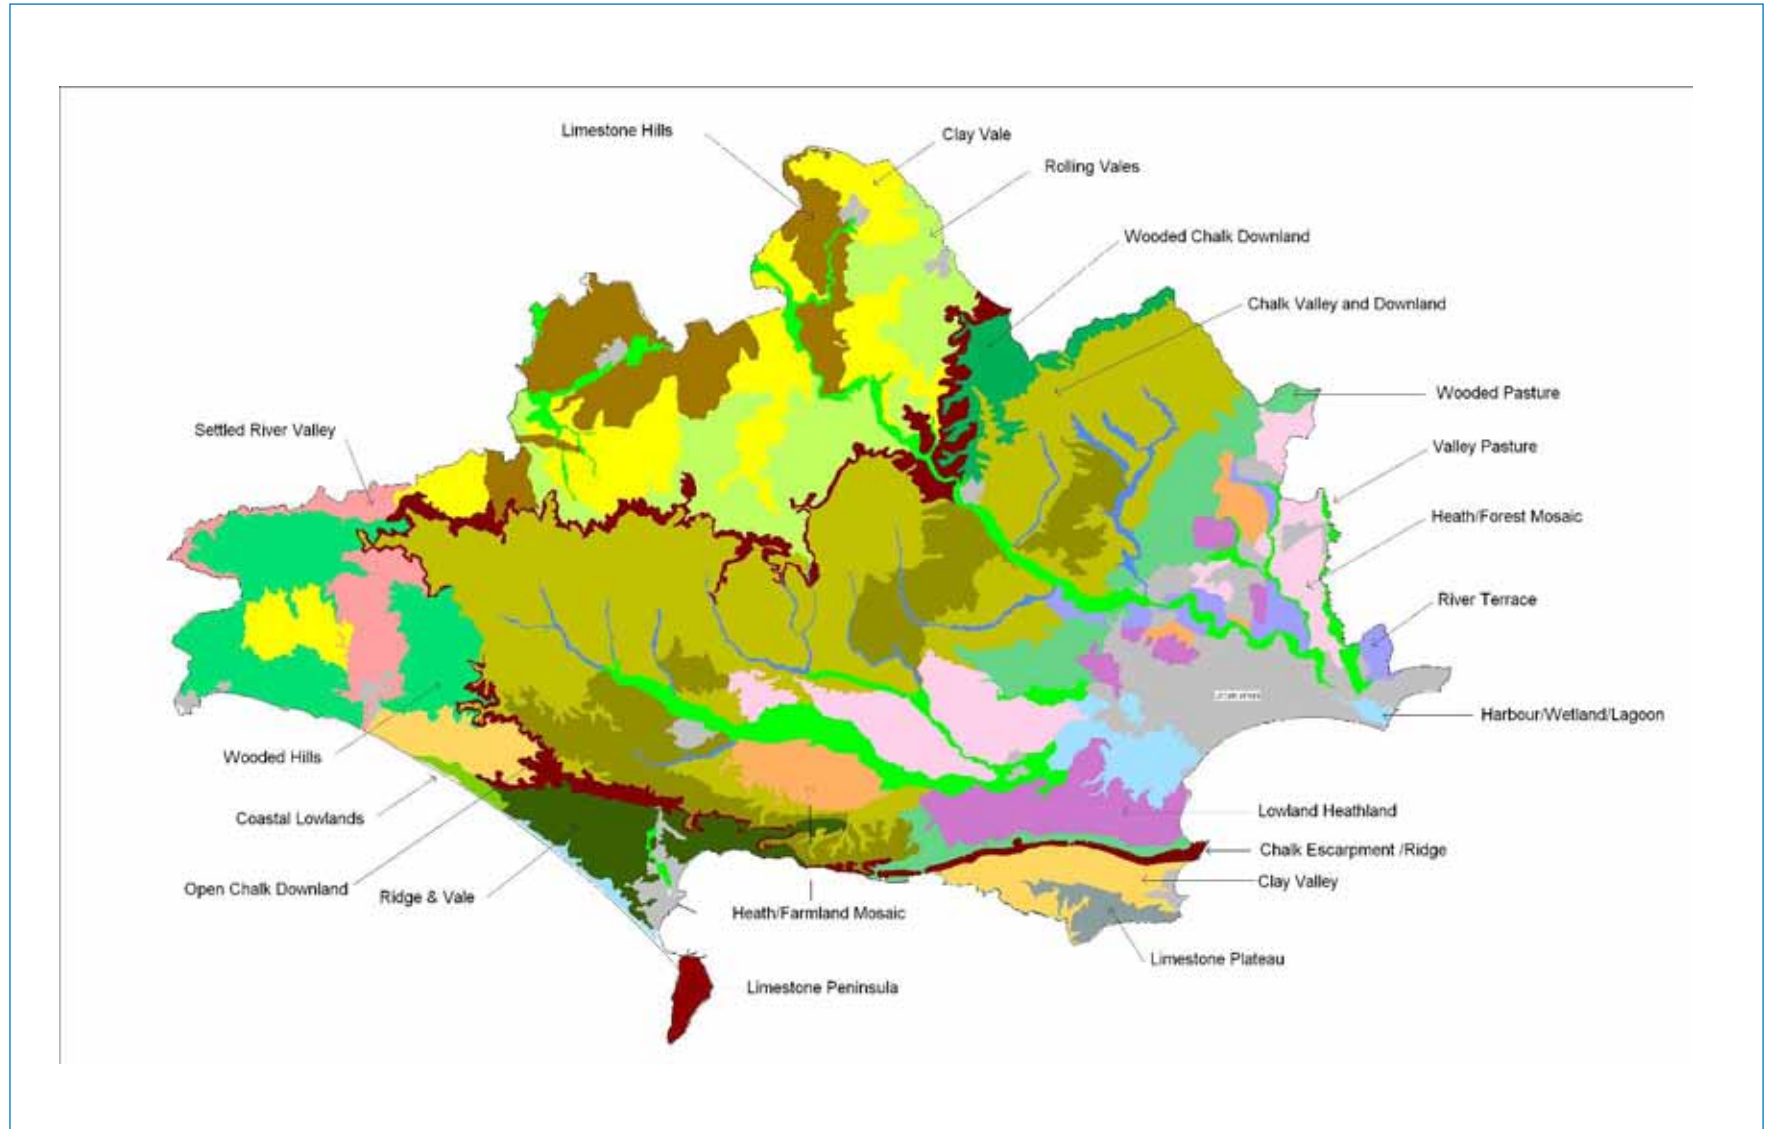 Limestone Hills
Clay Vale
Rolling Vales
Wooded Chalk Downland
Chalk Valley and Downland
Wooded Pasture
Settled River Valley
Valley Pasture
Heath/Forest Mosaic
River Terrace
Harbour/Wetland/Lagoon
Wooded Hills
Coastal Lowlands
Lowland Heathland
Chalk Escarpment /Ridge
Clay Valley
Open Chalk Downland
Ridge & Vale
Heath/Farmland Mosaic
Limestone Plateau
Limestone Peninsula